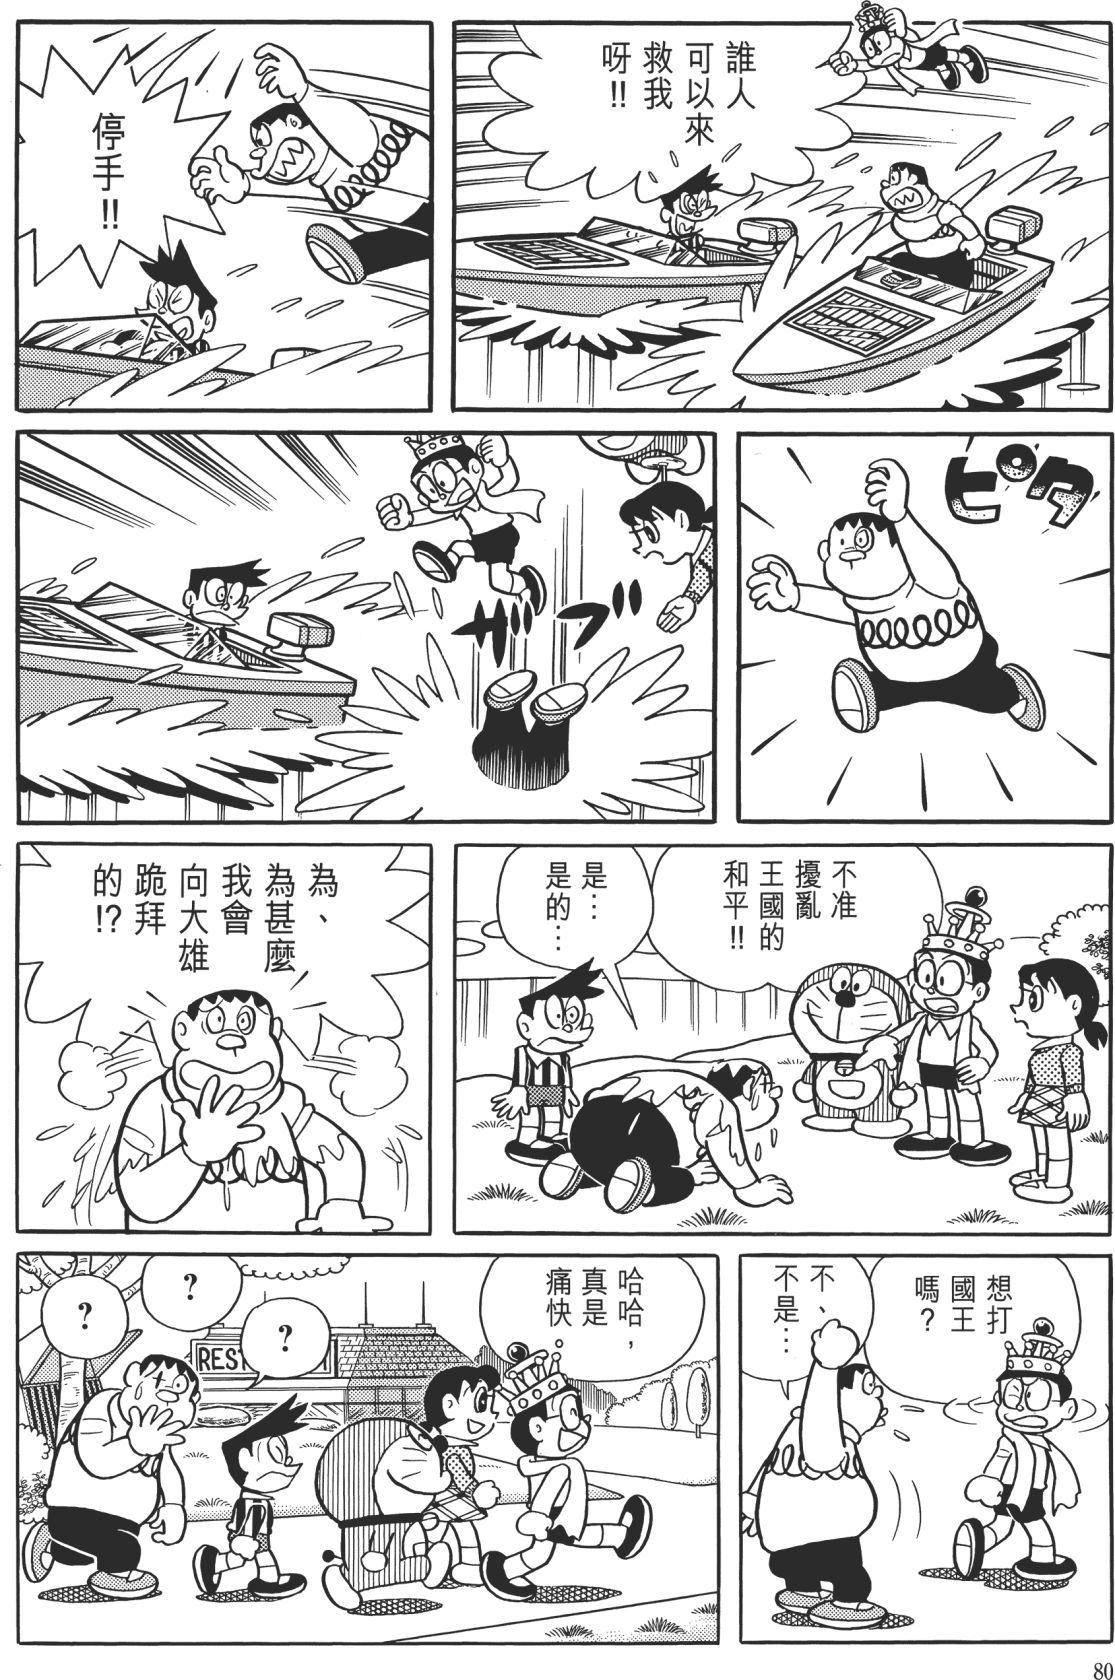 誰人
可以來
救我
呀!!
停手!!
ピタ
ザブ
不准
擾亂
王國的
和平!!
是…
是的…
為、
為甚麼
我會
向大雄
跪拜
的!?
想打
國王
嗎?
不、
不是…
哈哈,
真是
痛快。
?
?
?
REST
80